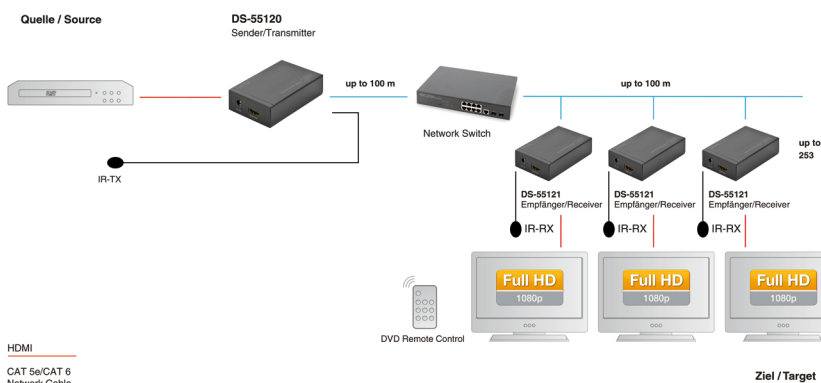 Quelle / Source
DS-55120
Sender/Transmitter
up to 100 m
up to 100 m
Network Switch
up to
253
IR-TX
DS-55121
Empfänger/Receiver
DS-55121
Empfänger/Receiver
DS-55121
Empfänger/Receiver
IR-RX
IR-RX
IR-RX
Full HD
1080p
Full HD
1080p
Full HD
1080p
DVD Remote Control
HDMI
CAT 5e/CAT 6
Network Cable
Ziel / Target